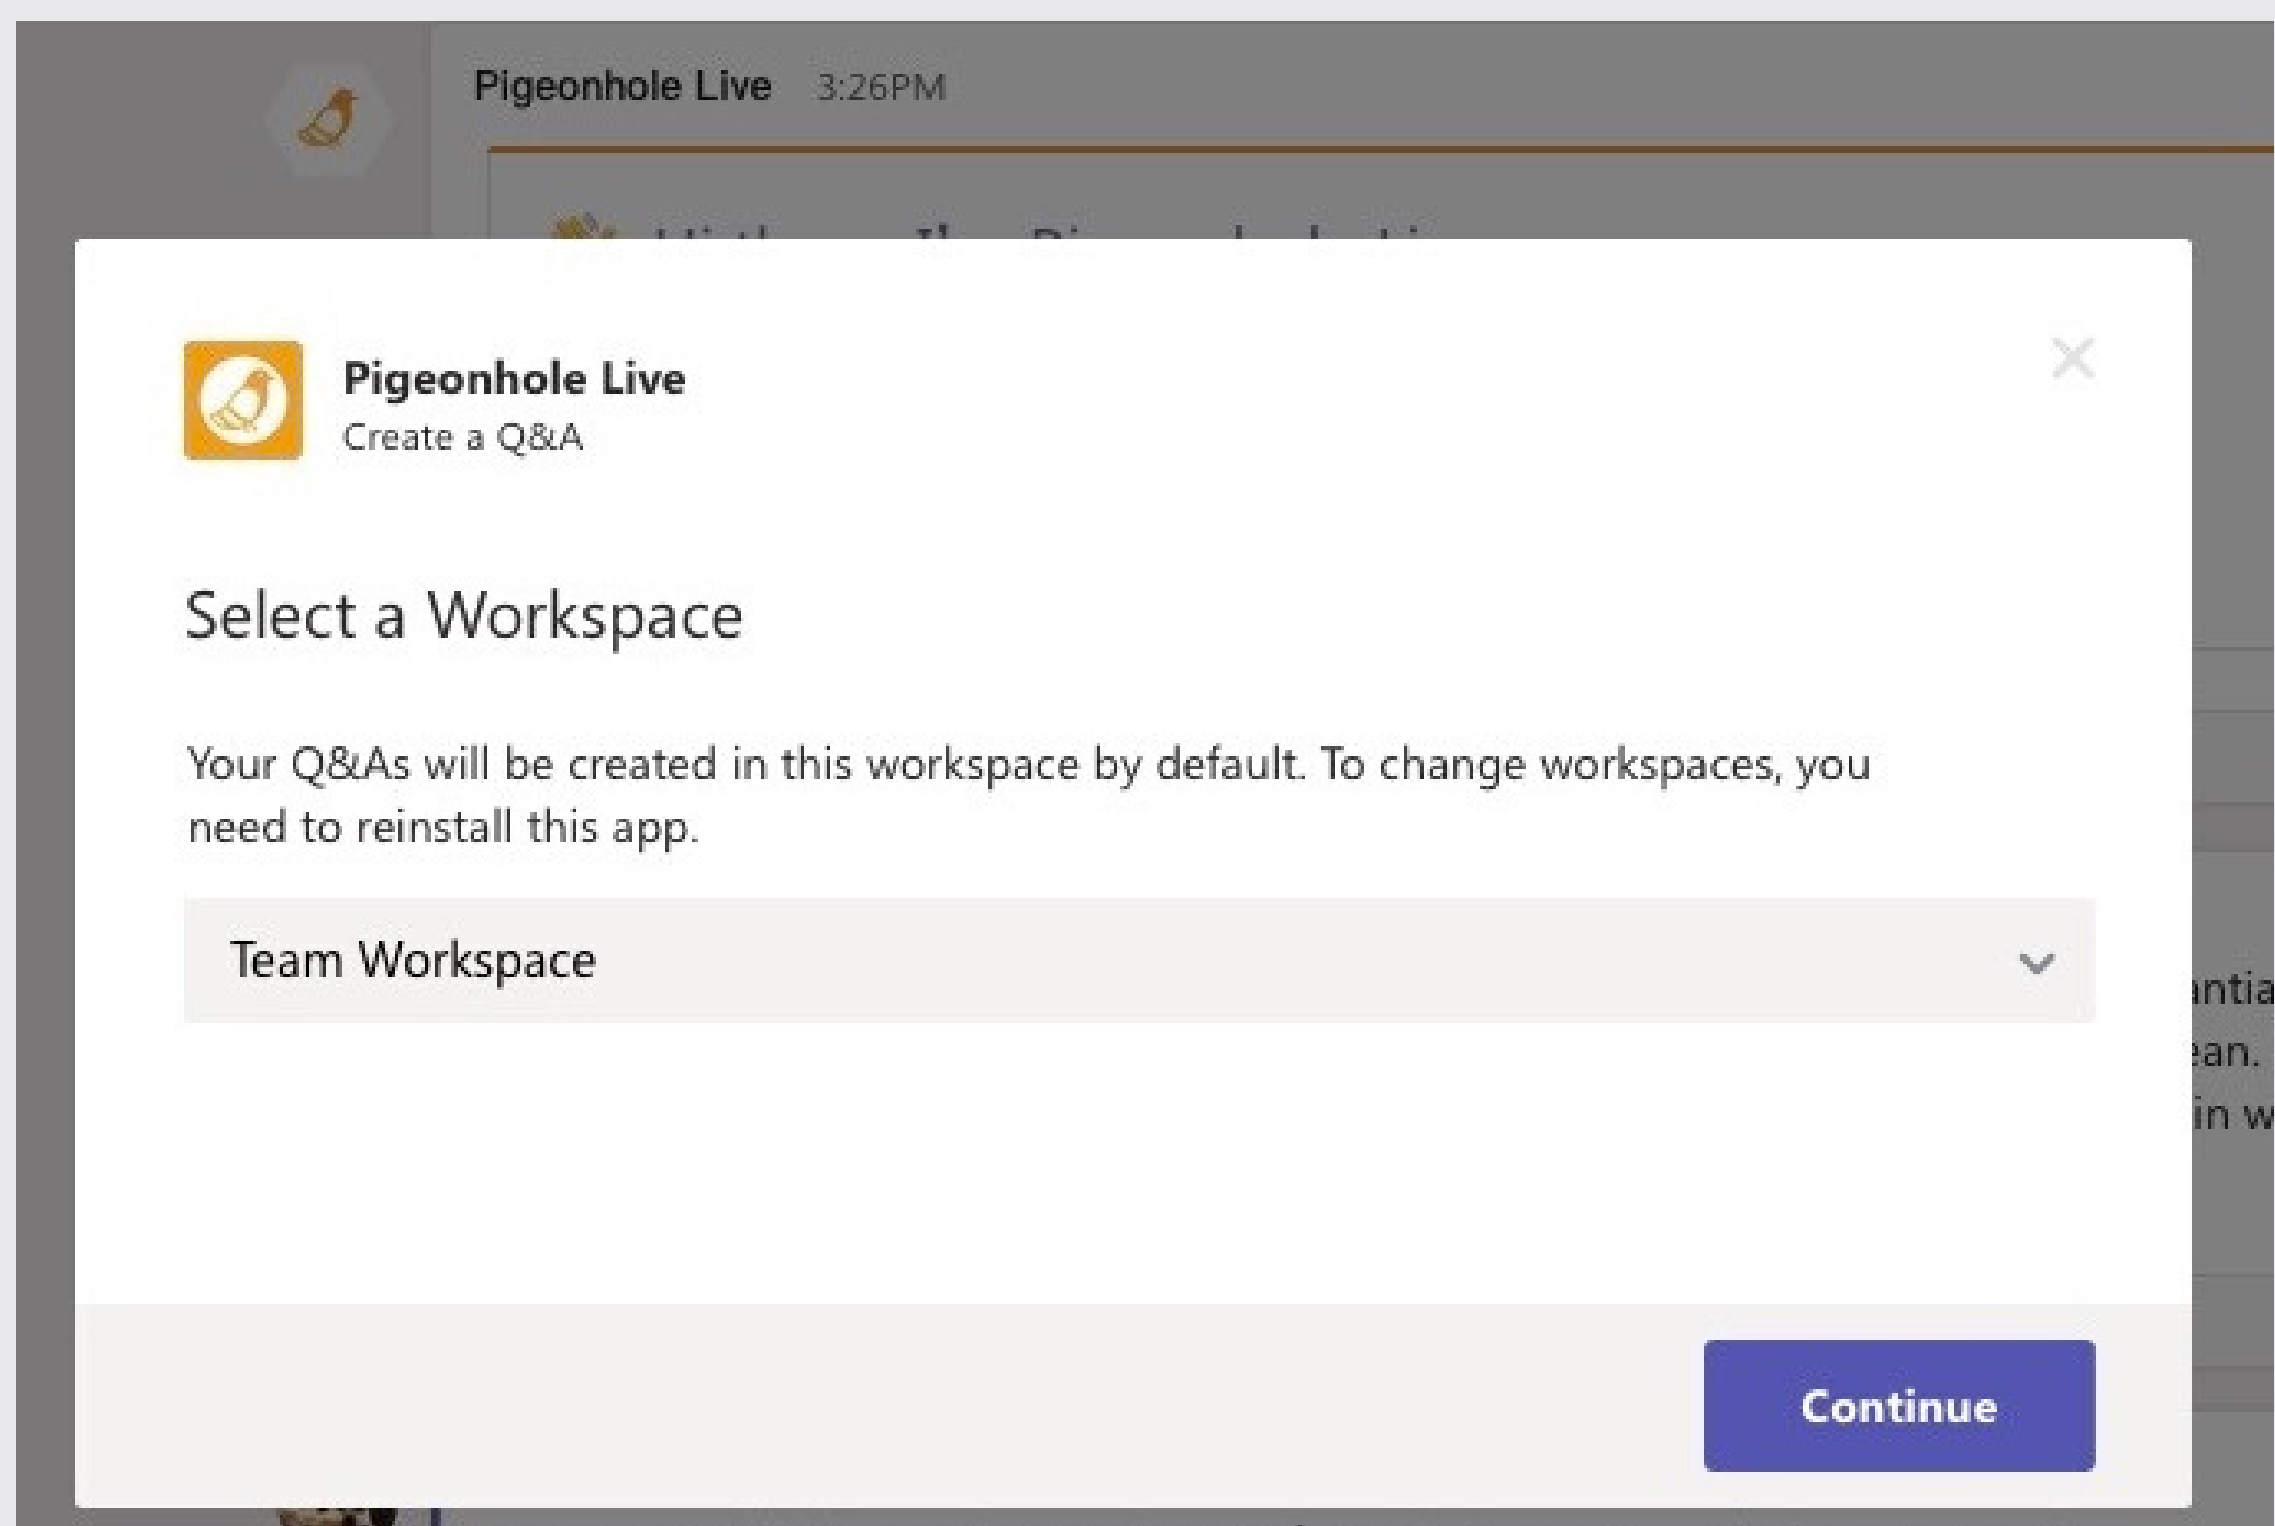 Pigeonhole Live 3:26PM
Pigeonhole Live
Create a Q&A
Select a Workspace
Your Q&As will be created in this workspace by default. To change workspaces, you
need to reinstall this app.
Team Workspace
Continue